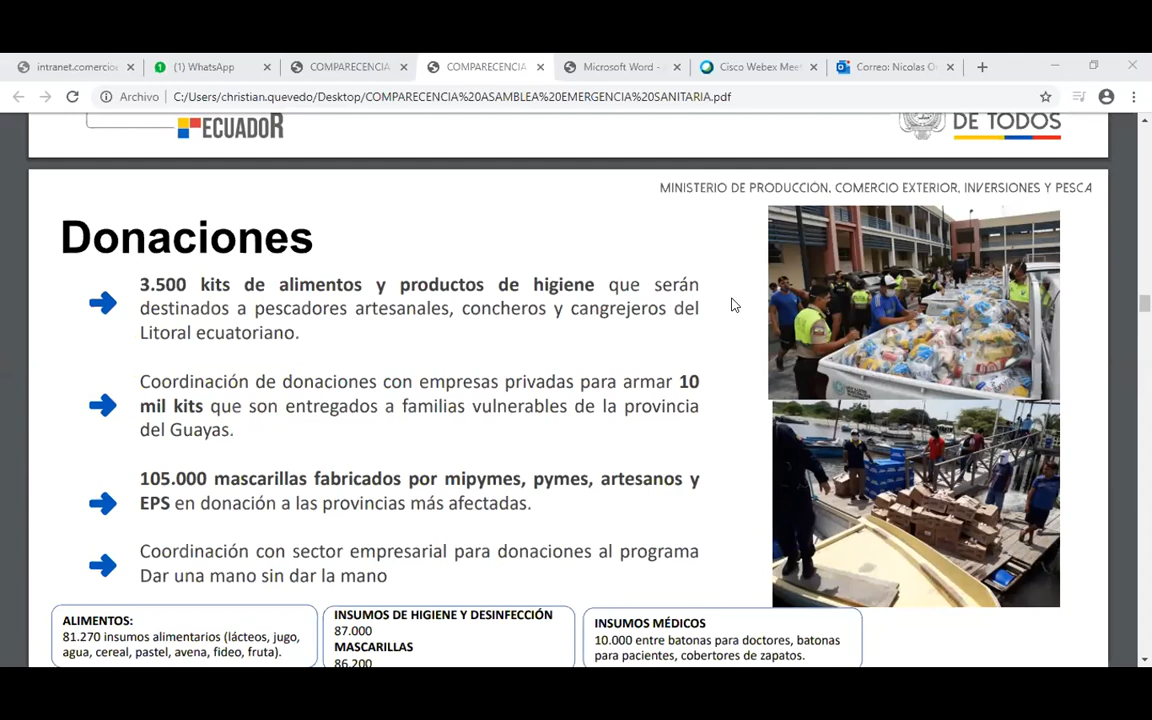 intranet.comercio
(1) WhatsApp
COMPARECENCIA
COMPARECENCIA
Microsoft Word -
Cisco Webex Mee
Correo: Nicolas O
Archivo
C:/Users/christian.quevedo/Desktop/COMPARECENCIA%20ASAMBLEA%20EMERGENCIA%20SANITARIA.pdf
ECUADOR
DE TODOS
MINISTERIO DE PRODUCCIÓN, COMERCIO EXTERIOR, INVERSIONES Y PESCA
Donaciones
3.500 kits de alimentos y productos de higiene que serán
destinados a pescadores artesanales, concheros y cangrejeros del
Litoral ecuatoriano.
Coordinación de donaciones con empresas privadas para armar 10
mil kits que son entregados a familias vulnerables de la provincia
del Guayas.
105.000 mascarillas fabricados por mipymes, pymes, artesanos y
EPS en donación a las provincias más afectadas.
Coordinación con sector empresarial para donaciones al programa
Dar una mano sin dar la mano
ALIMENTOS:
81.270 insumos alimentarios (lácteos, jugo,
agua, cereal, pastel, avena, fideo, fruta).
INSUMOS DE HIGIENE Y DESINFECCIÓN
87.000
MASCARILLAS
86.200
INSUMOS MÉDICOS
10.000 entre batonas para doctores, batonas
para pacientes, cobertores de zapatos.